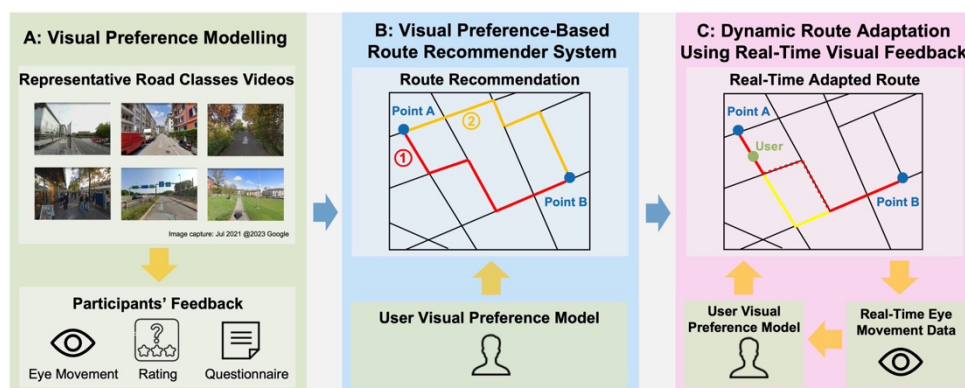 A: Visual Preference Modelling
Representative Road Classes Videos
Image capture: Jul 2021 @2023 Google
Participants' Feedback
Eye Movement
Rating
Questionnaire
B: Visual Preference-Based
Route Recommender System
Route Recommendation
Point A
②
①
Point B
User Visual Preference Model
C: Dynamic Route Adaptation
Using Real-Time Visual Feedback
Real-Time Adapted Route
Point A
User
Point B
User Visual
Preference Model
Real-Time Eye
Movement Data